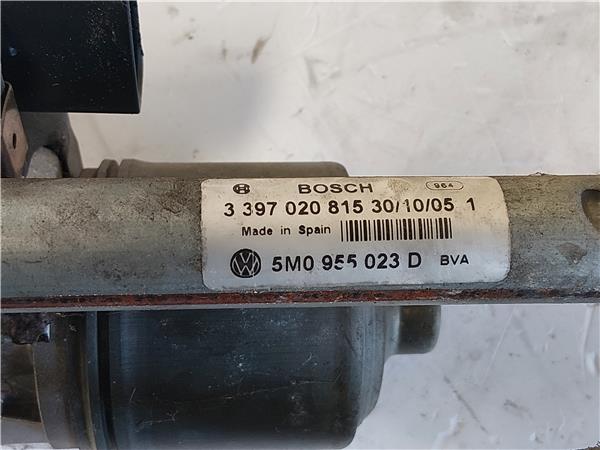 BOSCH 964
3 397 020 815 30/10/05 1
Made in Spain
5M0 955 023 D BVA